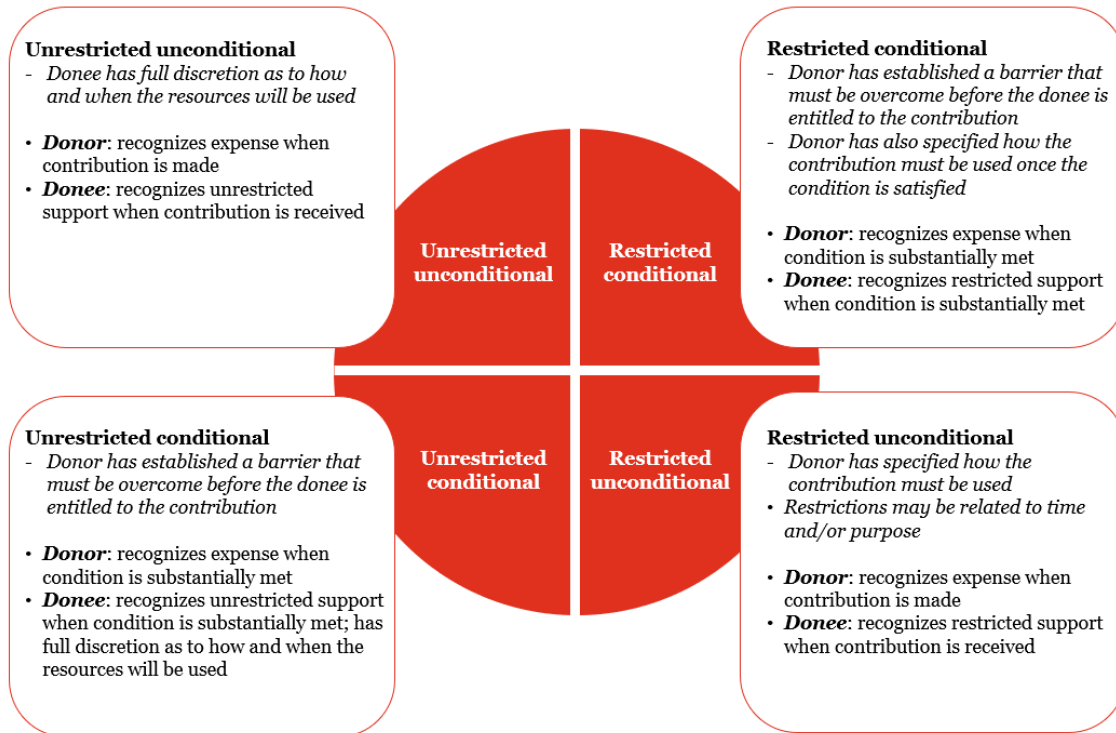 Unrestricted unconditional
- Donee has full discretion as to how
and when the resources will be used
• Donor: recognizes expense when
contribution is made
• Donee: recognizes unrestricted
support when contribution is received
Restricted conditional
- Donor has established a barrier that
must be overcome before the donee is
entitled to the contribution
- Donor has also specified how the
contribution must be used once the
condition is satisfied
• Donor: recognizes expense when
condition is substantially met
• Donee: recognizes restricted support
when condition is substantially met
Unrestricted
unconditional
Restricted
conditional
Unrestricted
conditional
Restricted
unconditional
Unrestricted conditional
- Donor has established a barrier that
must be overcome before the donee is
entitled to the contribution
• Donor: recognizes expense when
condition is substantially met
• Donee: recognizes unrestricted support
when condition is substantially met; has
full discretion as to how and when the
resources will be used
Restricted unconditional
- Donor has specified how the
contribution must be used
• Restrictions may be related to time
and/or purpose
• Donor: recognizes expense when
contribution is made
• Donee: recognizes restricted support
when contribution is received